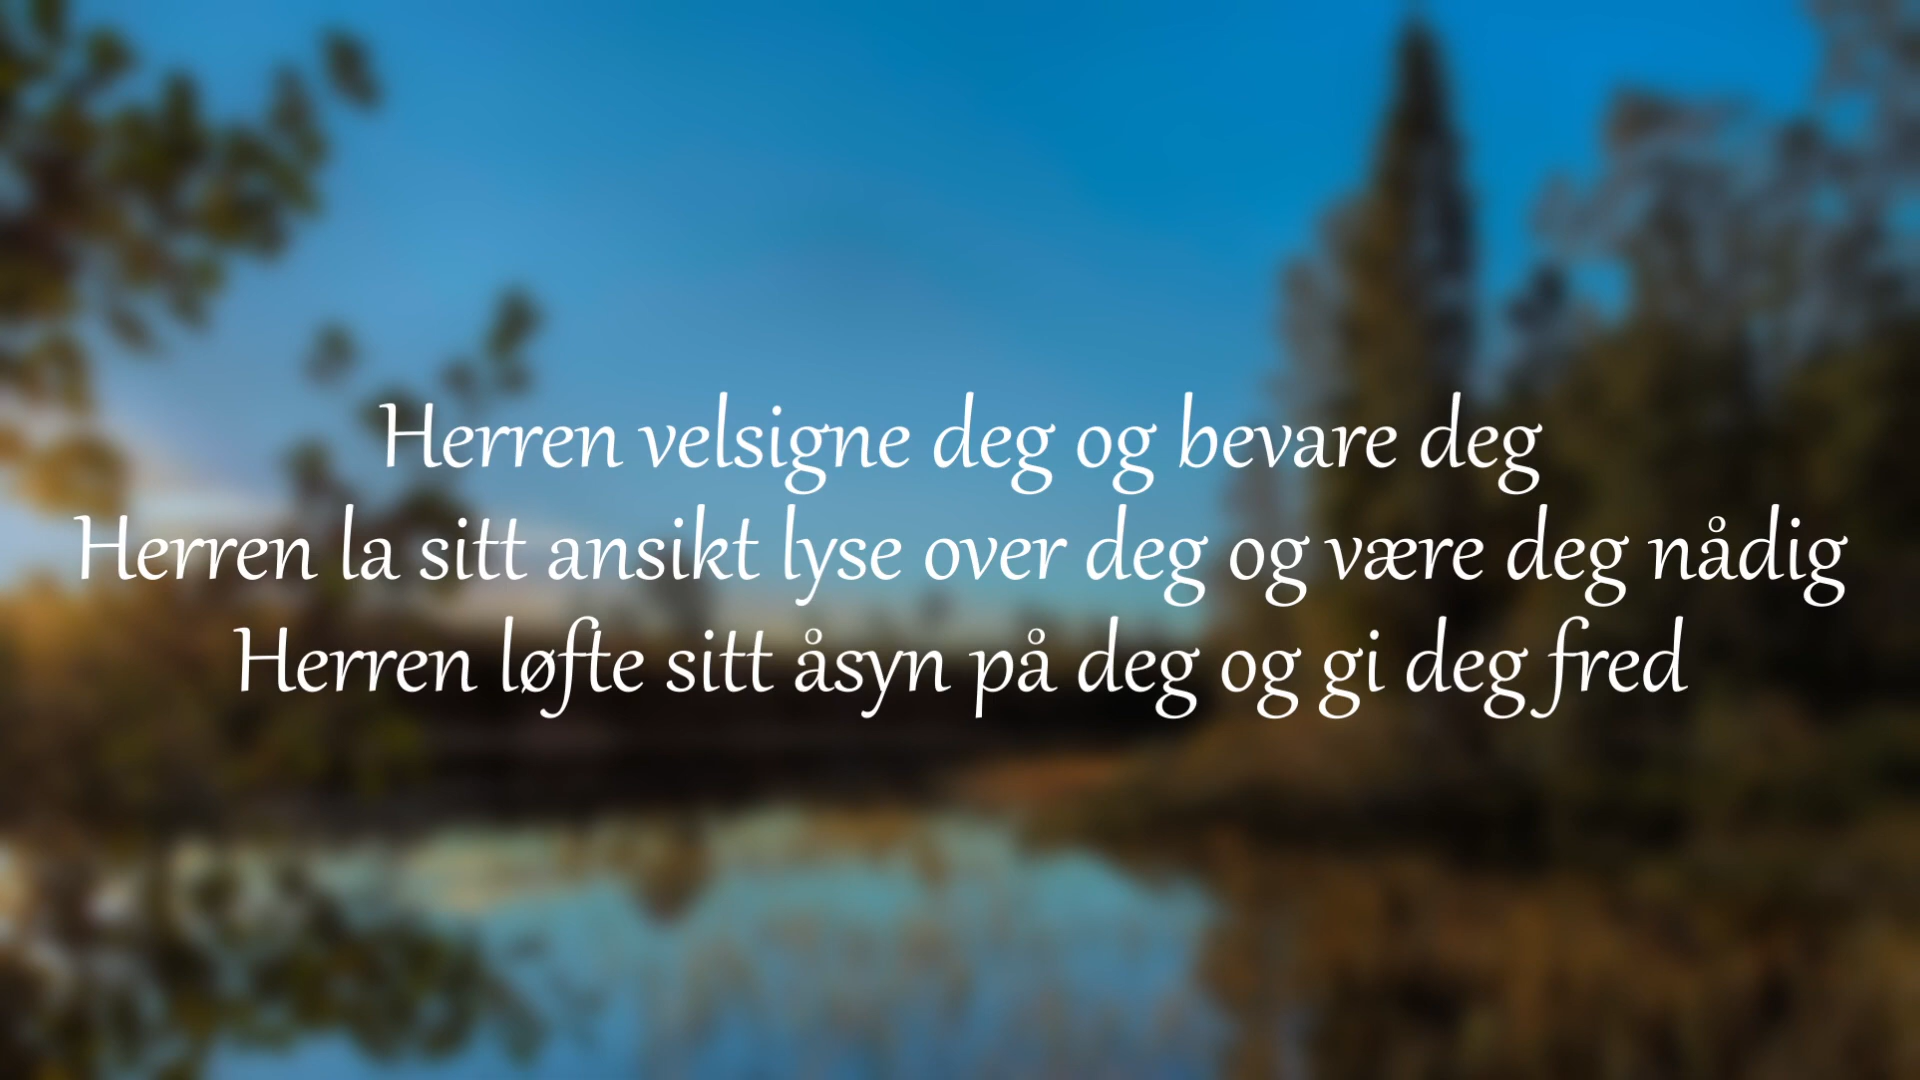 Herren velsigne deg og bevare deg
Herren la sitt ansikt lyse over deg og være deg nådig
Herren løfte sitt åsyn på deg og gi deg fred